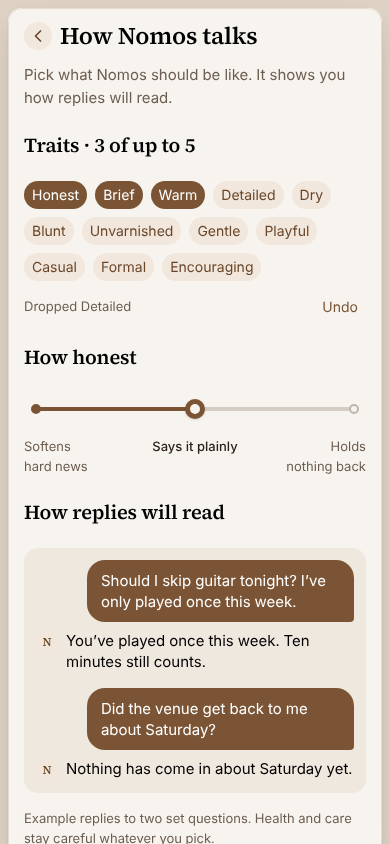 How Nomos talks
Pick what Nomos should be like. It shows you
how replies will read.
Traits · 3 of up to 5
Honest Brief Warm Detailed Dry
Blunt Unvarnished Gentle Playful
Casual Formal Encouraging
Dropped Detailed Undo
How honest
Softens Says it plainly Holds
hard news nothing back
How replies will read
Should I skip guitar tonight? I’ve
only played once this week.
N You’ve played once this week. Ten
minutes still counts.
Did the venue get back to me
about Saturday?
N Nothing has come in about Saturday yet.
Example replies to two set questions. Health and care
stay careful whatever you pick.